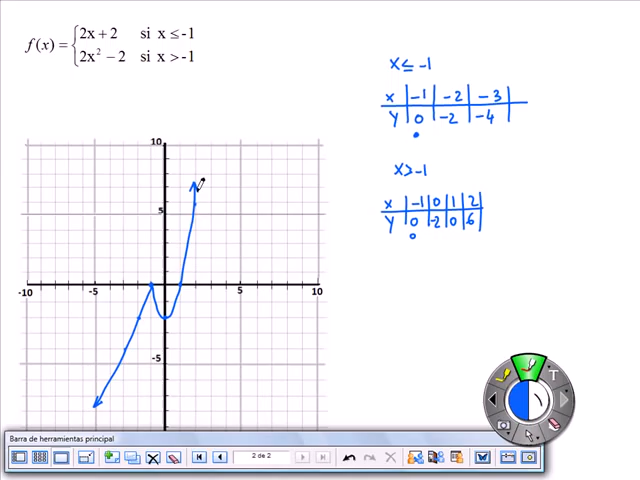 f(x) = { 2x + 2 si x ≤ -1
2x² − 2 si x > -1
x ≤ -1
x | -1 | -2 | -3
y | 0 | -2 | -4
x > -1
x | -1 | 0 | 1 | 2
y | 0 | -2 | 0 | 6
10
5
-10 -5 5 10
-5
T
Barra de herramientas principal
2 de 2